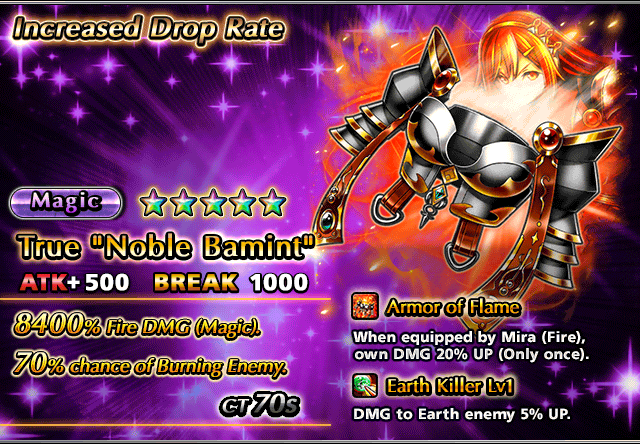 Increased Drop Rate
Magic
True "Noble Bamint"
ATK+500 BREAK 1000
8400% Fire DMG (Magic).
70% chance of Burning Enemy.
CT 70s
Armor of Flame
When equipped by Mira (Fire),
own DMG 20% UP (Only once).
Earth Killer Lv1
DMG to Earth enemy 5% UP.